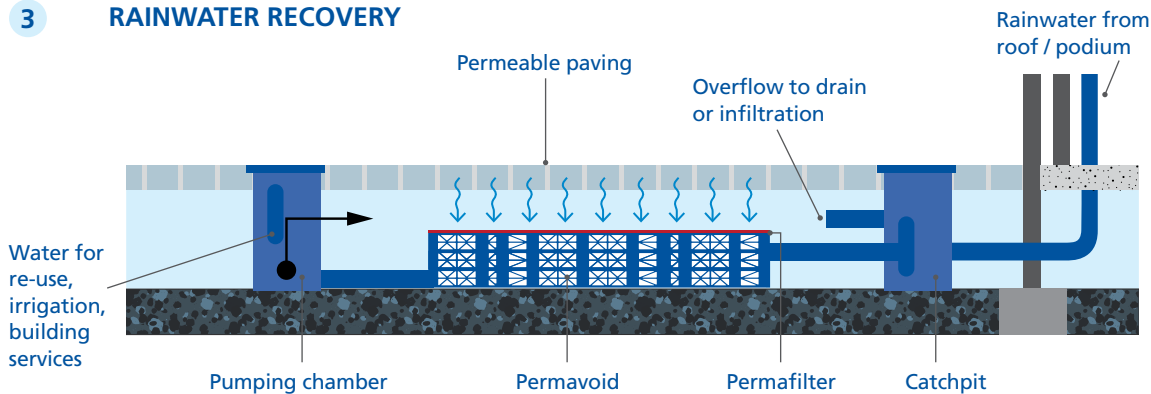 3
RAINWATER RECOVERY
Rainwater from
roof / podium
Permeable paving
Overflow to drain
or infiltration
Water for
re-use,
irrigation,
building
services
Pumping chamber
Permavoid
Permafilter
Catchpit